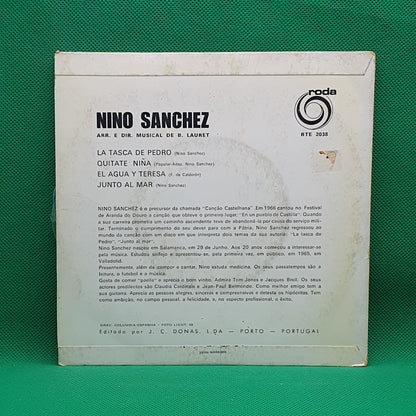 NINO SANCHEZ
ARR. E DIR. MUSICAL DE B. LAURET
roda
RTE 2038
LA TASCA DE PEDRO (Nino Sanchez)
QUITATE NIÑA (Popular-Adap. Nino Sanchez)
EL AGUA Y TERESA (F. de Calderón)
JUNTO AL MAR (Nino Sanchez)
NINO SANCHEZ é o precursor da chamada "Canção Castelhana". Em 1966 cantou no Festival
de Aranda do Douro a canção que obteve o primeiro lugar: "En un pueblo de Castilla". Quando
a sua carreira prometia um caminho ascendente teve de abandoná-la por causa do serviço mili-
tar. Terminado o cumprimento do seu dever para com a Pátria, Nino Sanchez regressou ao
mundo da canção com um disco em que interpreta dois temas da sua autoria: "La tasca de
Pedro", "Junto al mar".
Nino Sanchez nasceu em Salamanca, em 29 de Junho. Aos 20 anos começou a interessar-se
pela música. Estudou solfejo e apresentou-se, pela primeira vez, em público, em 1965, em
Valladolid.
Presentemente, além de compor e cantar, Nino estuda medicina. Os seus passatempos são a
leitura, o futebol e a música.
Gosta de comer "paella" e aprecia o bom vinho. Admira Tom Jones e Jacques Brell. Os seus
actores predilectos são Claudia Cardinale e Jean-Paul Belmondo. Como melhor amigo tem a
sua guitarra. Aprecia as pessoas alegres, sinceras e compreensivas e detesta os hipócritas. Tem
como ambição, no campo pessoal, a felicidade, e, no aspecto profissional, o êxito.
GRAV. COLUMBIA-ESPANHA - FOTO
Editado por J. C. DONAS, L.DA — PORTO — PORTUGAL